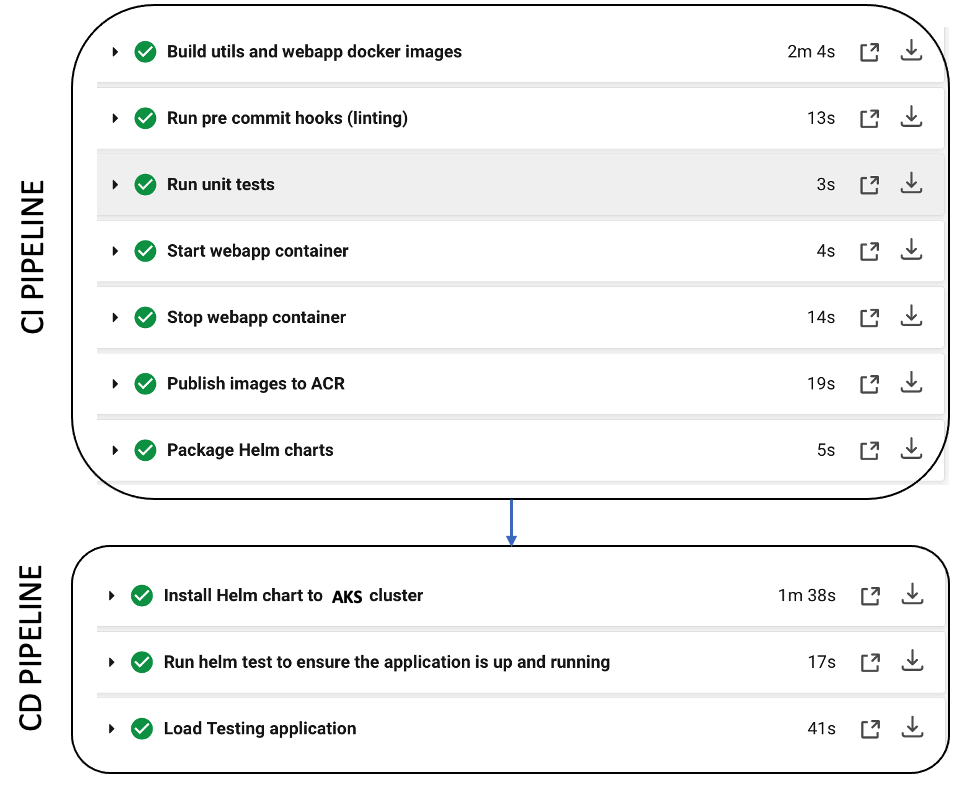 CI PIPELINE
Build utils and webapp docker images 2m 4s
Run pre commit hooks (linting) 13s
Run unit tests 3s
Start webapp container 4s
Stop webapp container 14s
Publish images to ACR 19s
Package Helm charts 5s
CD PIPELINE
Install Helm chart to AKS cluster 1m 38s
Run helm test to ensure the application is up and running 17s
Load Testing application 41s